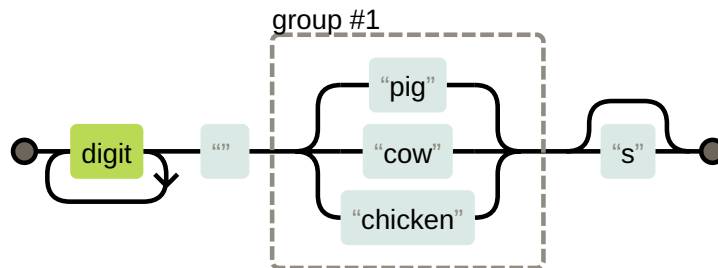 group #1
“pig”
digit
“ ”
“cow”
“s”
“chicken”